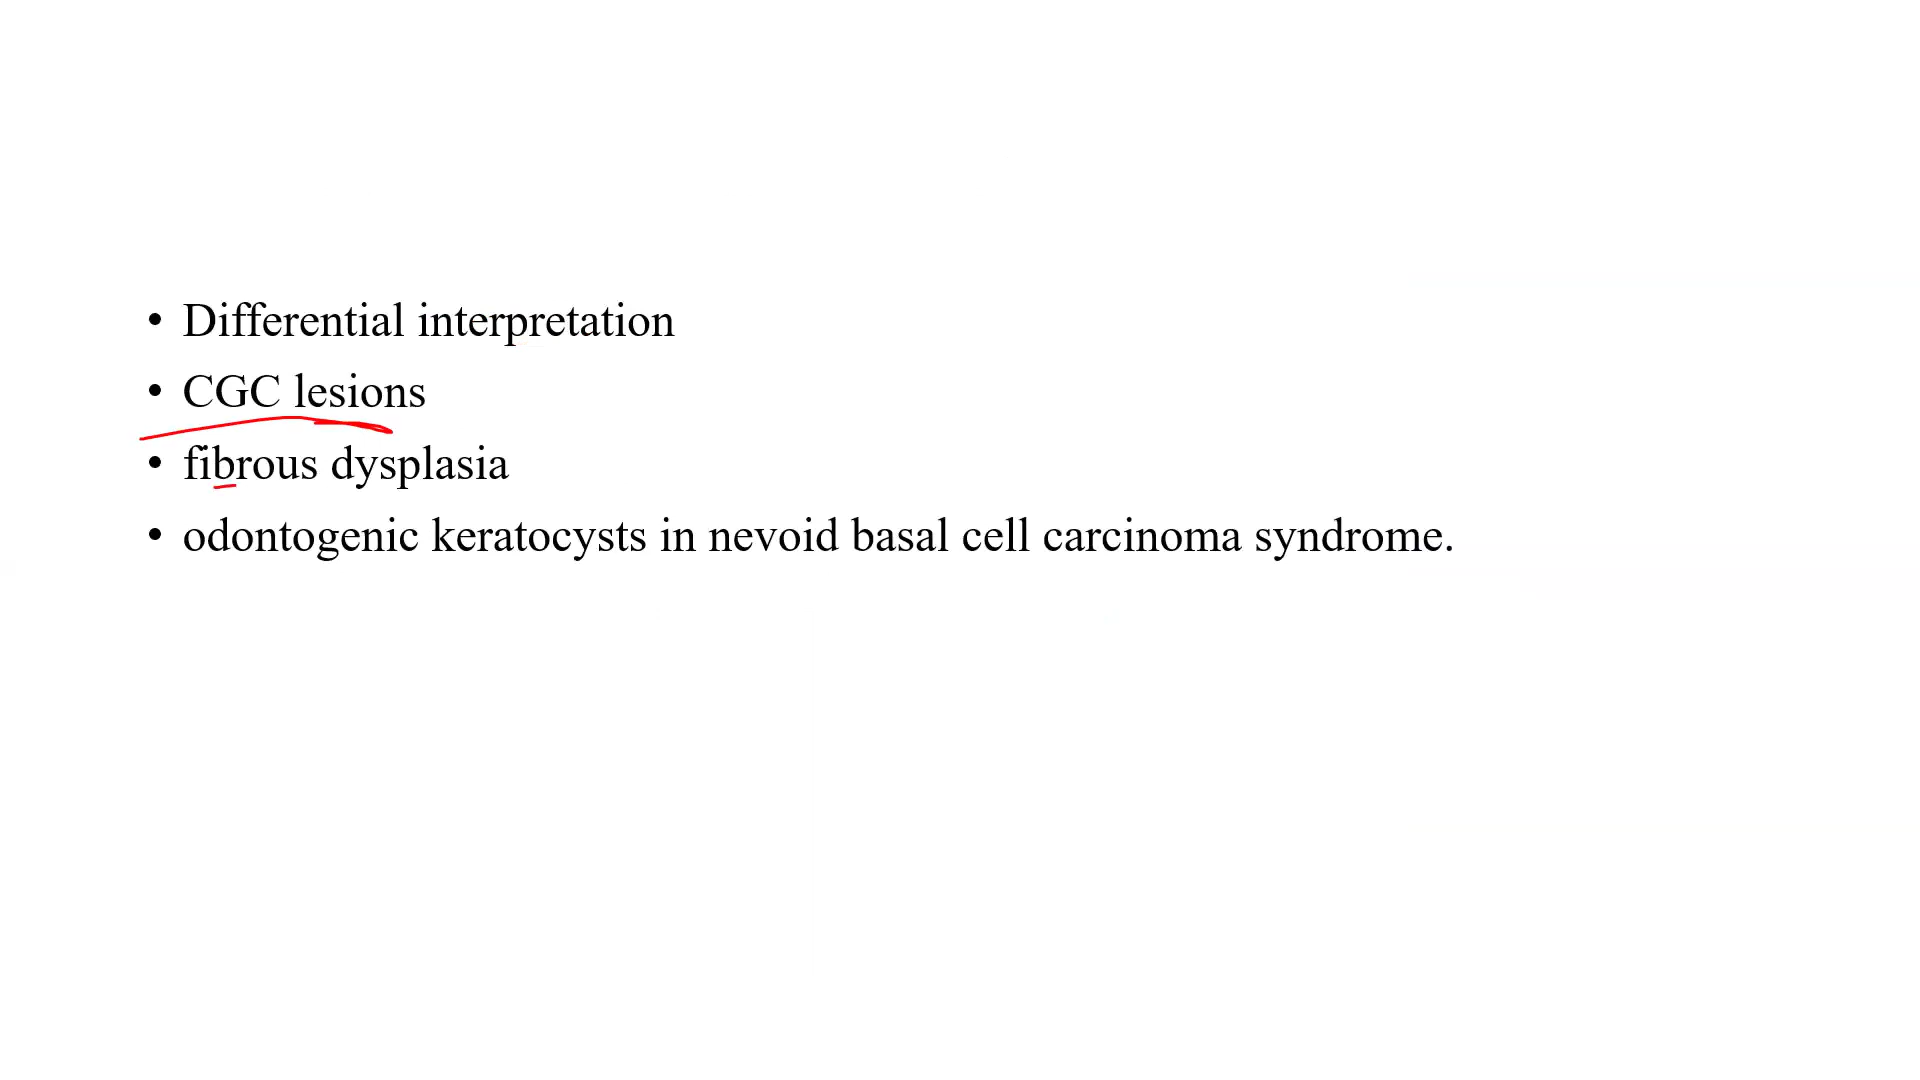 • Differential interpretation
• CGC lesions
• fibrous dysplasia
• odontogenic keratocysts in nevoid basal cell carcinoma syndrome.